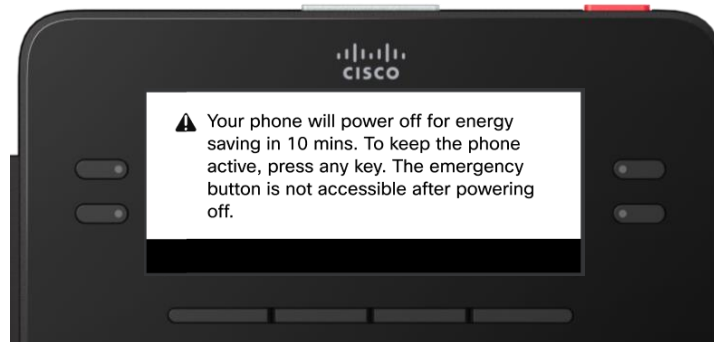 CISCO
Your phone will power off for energy
saving in 10 mins. To keep the phone
active, press any key. The emergency
button is not accessible after powering
off.